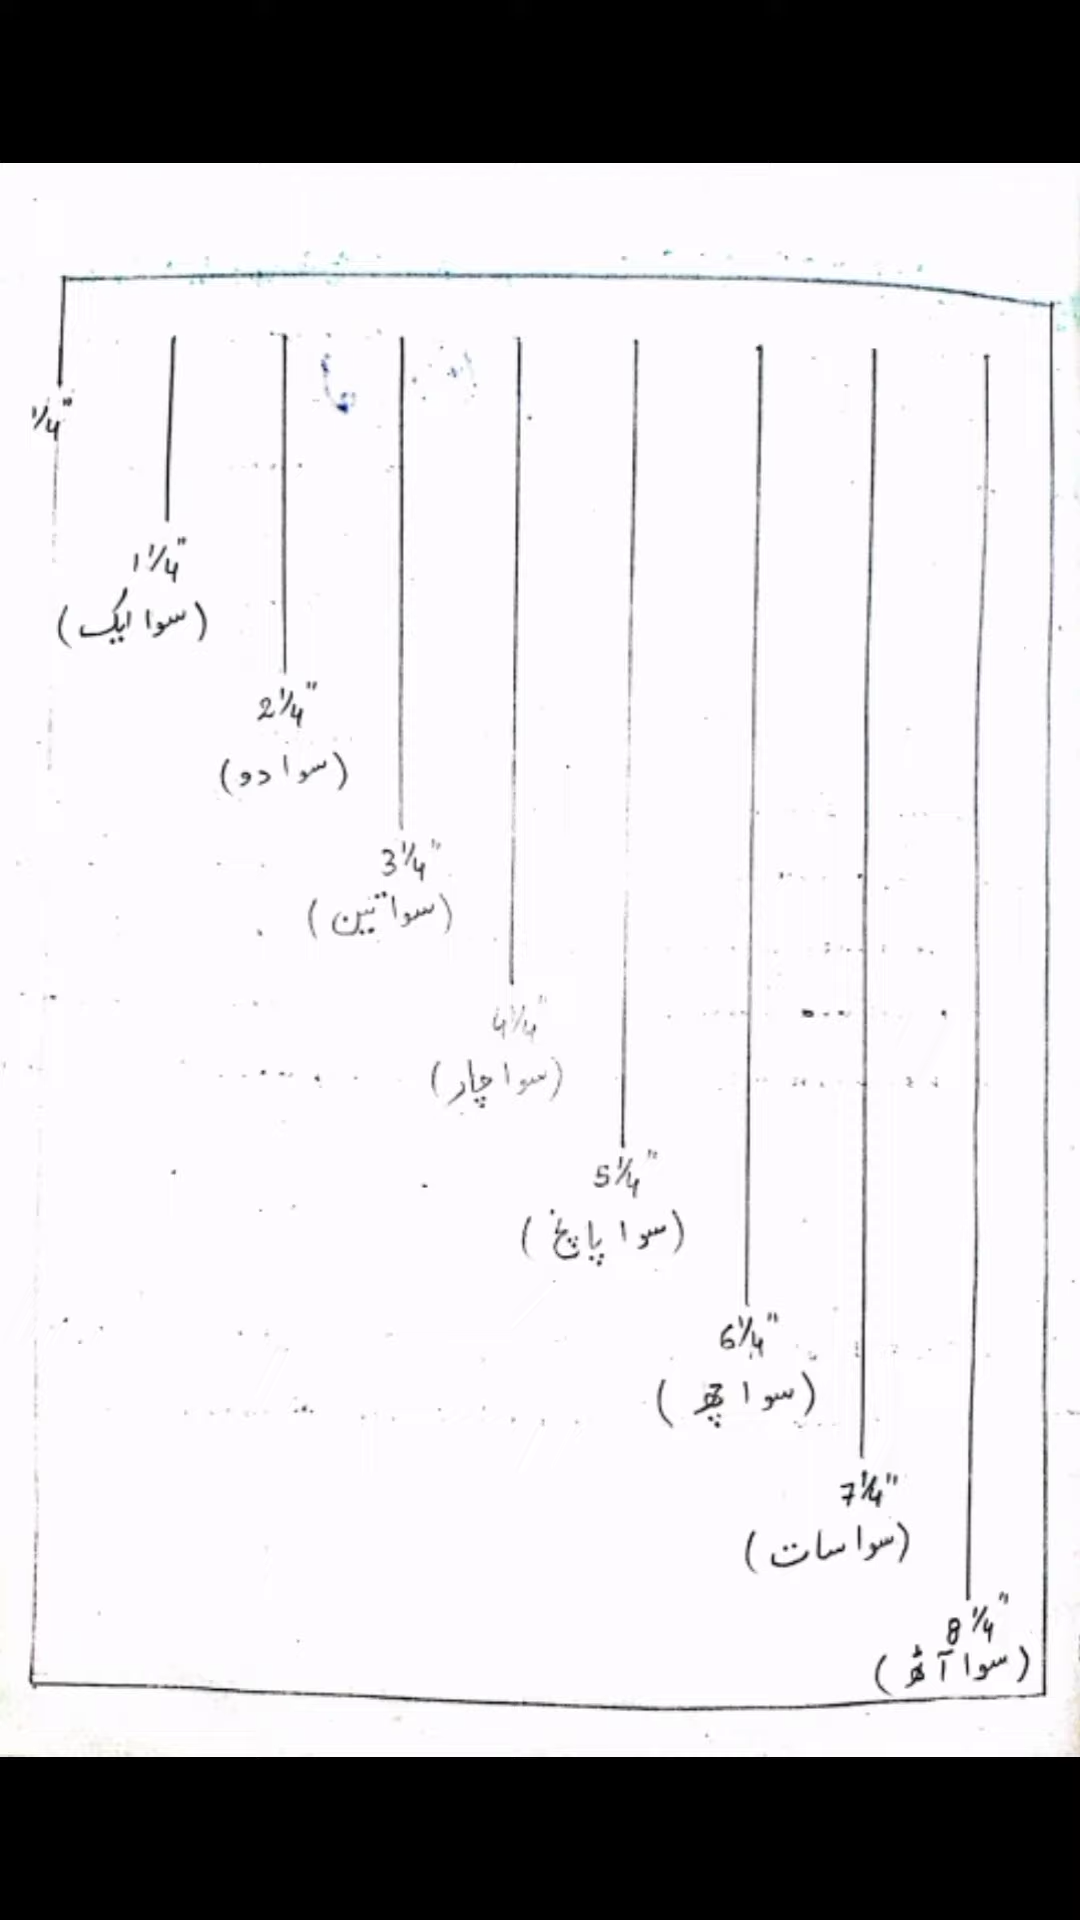 1/4"
1 1/4"
(سوا ایک)
2 1/4"
(سوا دو)
3 1/4"
(سوا تین)
4 1/4"
(سوا چار)
5 1/4"
(سوا پانچ)
6 1/4"
(سوا چھ)
7 1/4"
(سوا سات)
8 1/4"
(سوا آٹھ)